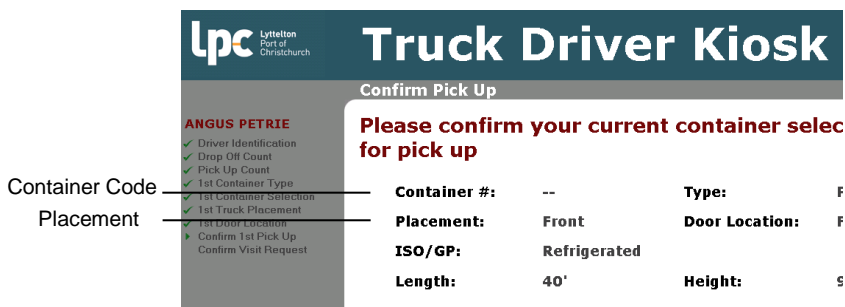 lpc Lyttelton
Port of
Christchurch
Truck Driver Kiosk
Confirm Pick Up
ANGUS PETRIE
Driver Identification
Drop Off Count
Pick Up Count
1st Container Type
1st Container Selection
1st Truck Placement
1st Door Location
Confirm 1st Pick Up
Confirm Visit Request
Please confirm your current container selec
for pick up
Container Code
Placement
Container #: -- Type: F
Placement: Front Door Location: F
ISO/GP: Refrigerated
Length: 40' Height: 9